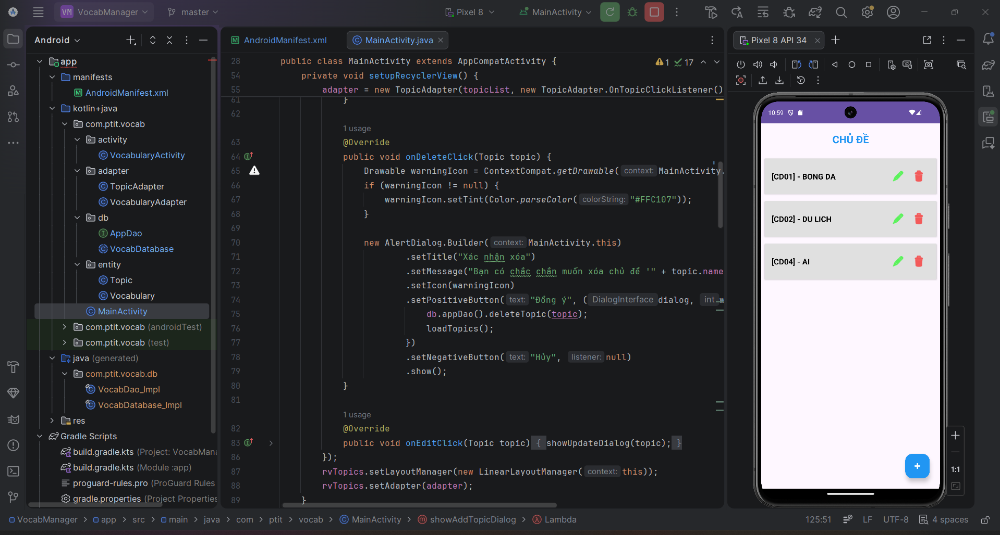 VM VocabManager
master
Pixel 8
MainActivity
Android
app
manifests
AndroidManifest.xml
kotlin+java
com.ptit.vocab
activity
VocabularyActivity
adapter
TopicAdapter
VocabularyAdapter
db
AppDao
VocabDatabase
entity
Topic
Vocabulary
MainActivity
com.ptit.vocab (androidTest)
com.ptit.vocab (test)
java (generated)
com.ptit.vocab.db
VocabDao_Impl
VocabDatabase_Impl
res
Gradle Scripts
build.gradle.kts (Project: VocabMana
build.gradle.kts (Module :app)
proguard-rules.pro (ProGuard Rules
gradle.properties (Project Properties
AndroidManifest.xml
MainActivity.java
1 17
28 public class MainActivity extends AppCompatActivity {
54 private void setupRecyclerView() {
55 adapter = new TopicAdapter(topicList, new TopicAdapter.OnTopicClickListener()
61 }
62
1 usage
63 @Override
64 public void onDeleteClick(Topic topic) {
65 Drawable warningIcon = ContextCompat.getDrawable( context: MainActivity.
66 if (warningIcon != null) {
67 warningIcon.setTint(Color.parseColor( colorString: "#FFC107"));
68 }
69
70 new AlertDialog.Builder( context: MainActivity.this)
71 .setTitle("Xác nhận xóa")
72 .setMessage("Bạn có chắc chắn muốn xóa chủ đề '" + topic.name
73 .setIcon(warningIcon)
74 .setPositiveButton( text: "Đồng ý", ( DialogInterface dialog, int w
75 db.appDao().deleteTopic(topic);
76 loadTopics();
77 })
78 .setNegativeButton( text: "Hủy", listener: null)
79 .show();
80 }
81
1 usage
82 @Override
83 public void onEditClick(Topic topic) { showUpdateDialog(topic); }
86 });
87 rvTopics.setLayoutManager(new LinearLayoutManager( context: this));
88 rvTopics.setAdapter(adapter);
89 }
Pixel 8 API 34
10:59
CHỦ ĐỀ
[CD01] - BONG DA
[CD02] - DU LICH
[CD04] - AI
+
1:1
VocabManager > app > src > main > java > com > ptit > vocab > MainActivity > showAddTopicDialog > Lambda
125:51 LF UTF-8 4 spaces